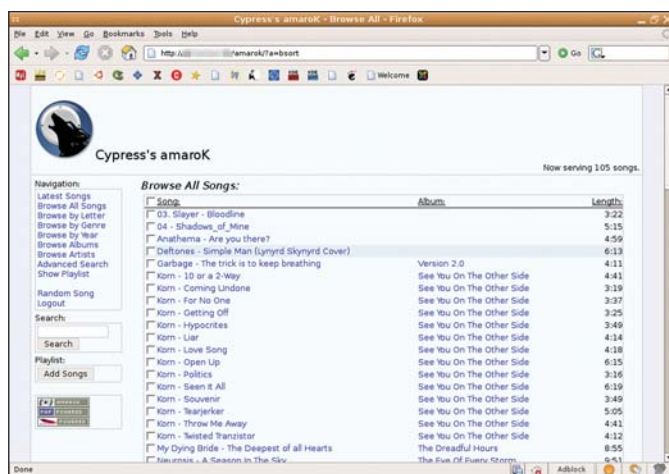 Cypress's amaroK - Browse All - Firefox
File Edit View Go Bookmarks Tools Help
http:// /amarok/?a=bsort
Go
Welcome
Cypress's amaroK
Now serving 105 songs.
Navigation:
Latest Songs
Browse All Songs
Browse by Letter
Browse by Genre
Browse by Year
Browse Albums
Browse Artists
Advanced Search
Show Playlist
Random Song
Logout
Search:
Search
Playlist:
Add Songs
Browse All Songs:
Song: Album: Length:
03. Slayer - Bloodline 3:22
04 - Shadows_of_Mine 5:15
Anathema - Are you there? 4:59
Deftones - Simple Man (Lynyrd Skynyrd Cover) 6:13
Garbage - The trick is to keep breathing Version 2.0 4:11
Korn - 10 or a 2-Way See You On The Other Side 4:41
Korn - Coming Undone See You On The Other Side 3:19
Korn - For No One See You On The Other Side 3:37
Korn - Getting Off See You On The Other Side 3:25
Korn - Hypocrites See You On The Other Side 3:49
Korn - Liar See You On The Other Side 4:14
Korn - Love Song See You On The Other Side 4:18
Korn - Open Up See You On The Other Side 6:15
Korn - Politics See You On The Other Side 3:16
Korn - Seen It All See You On The Other Side 6:19
Korn - Souvenir See You On The Other Side 3:49
Korn - Tearjerker See You On The Other Side 5:05
Korn - Throw Me Away See You On The Other Side 4:41
Korn - Twisted Tranzistor See You On The Other Side 4:12
My Dying Bride - The Deepest of all Hearts The Dreadful Hours 8:55
Neurosis - A Season In The Sky The Eye Of Every Storm 9:51
Done
Adblock